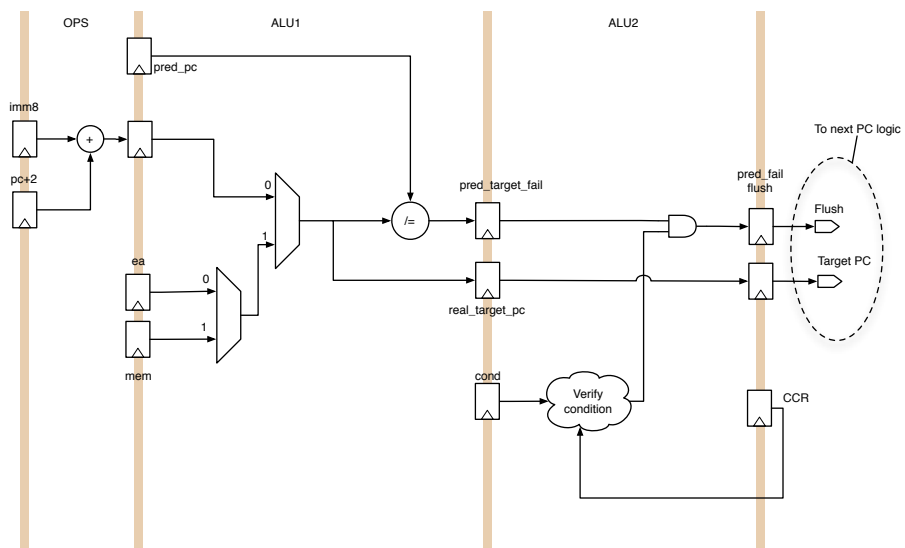 OPS
ALU1
ALU2
pred_pc
imm8
+
pc+2
To next PC logic
0
pred_target_fail
pred_fail
flush
/=
Flush
1
ea
Target PC
0
real_target_pc
1
mem
cond
Verify
condition
CCR